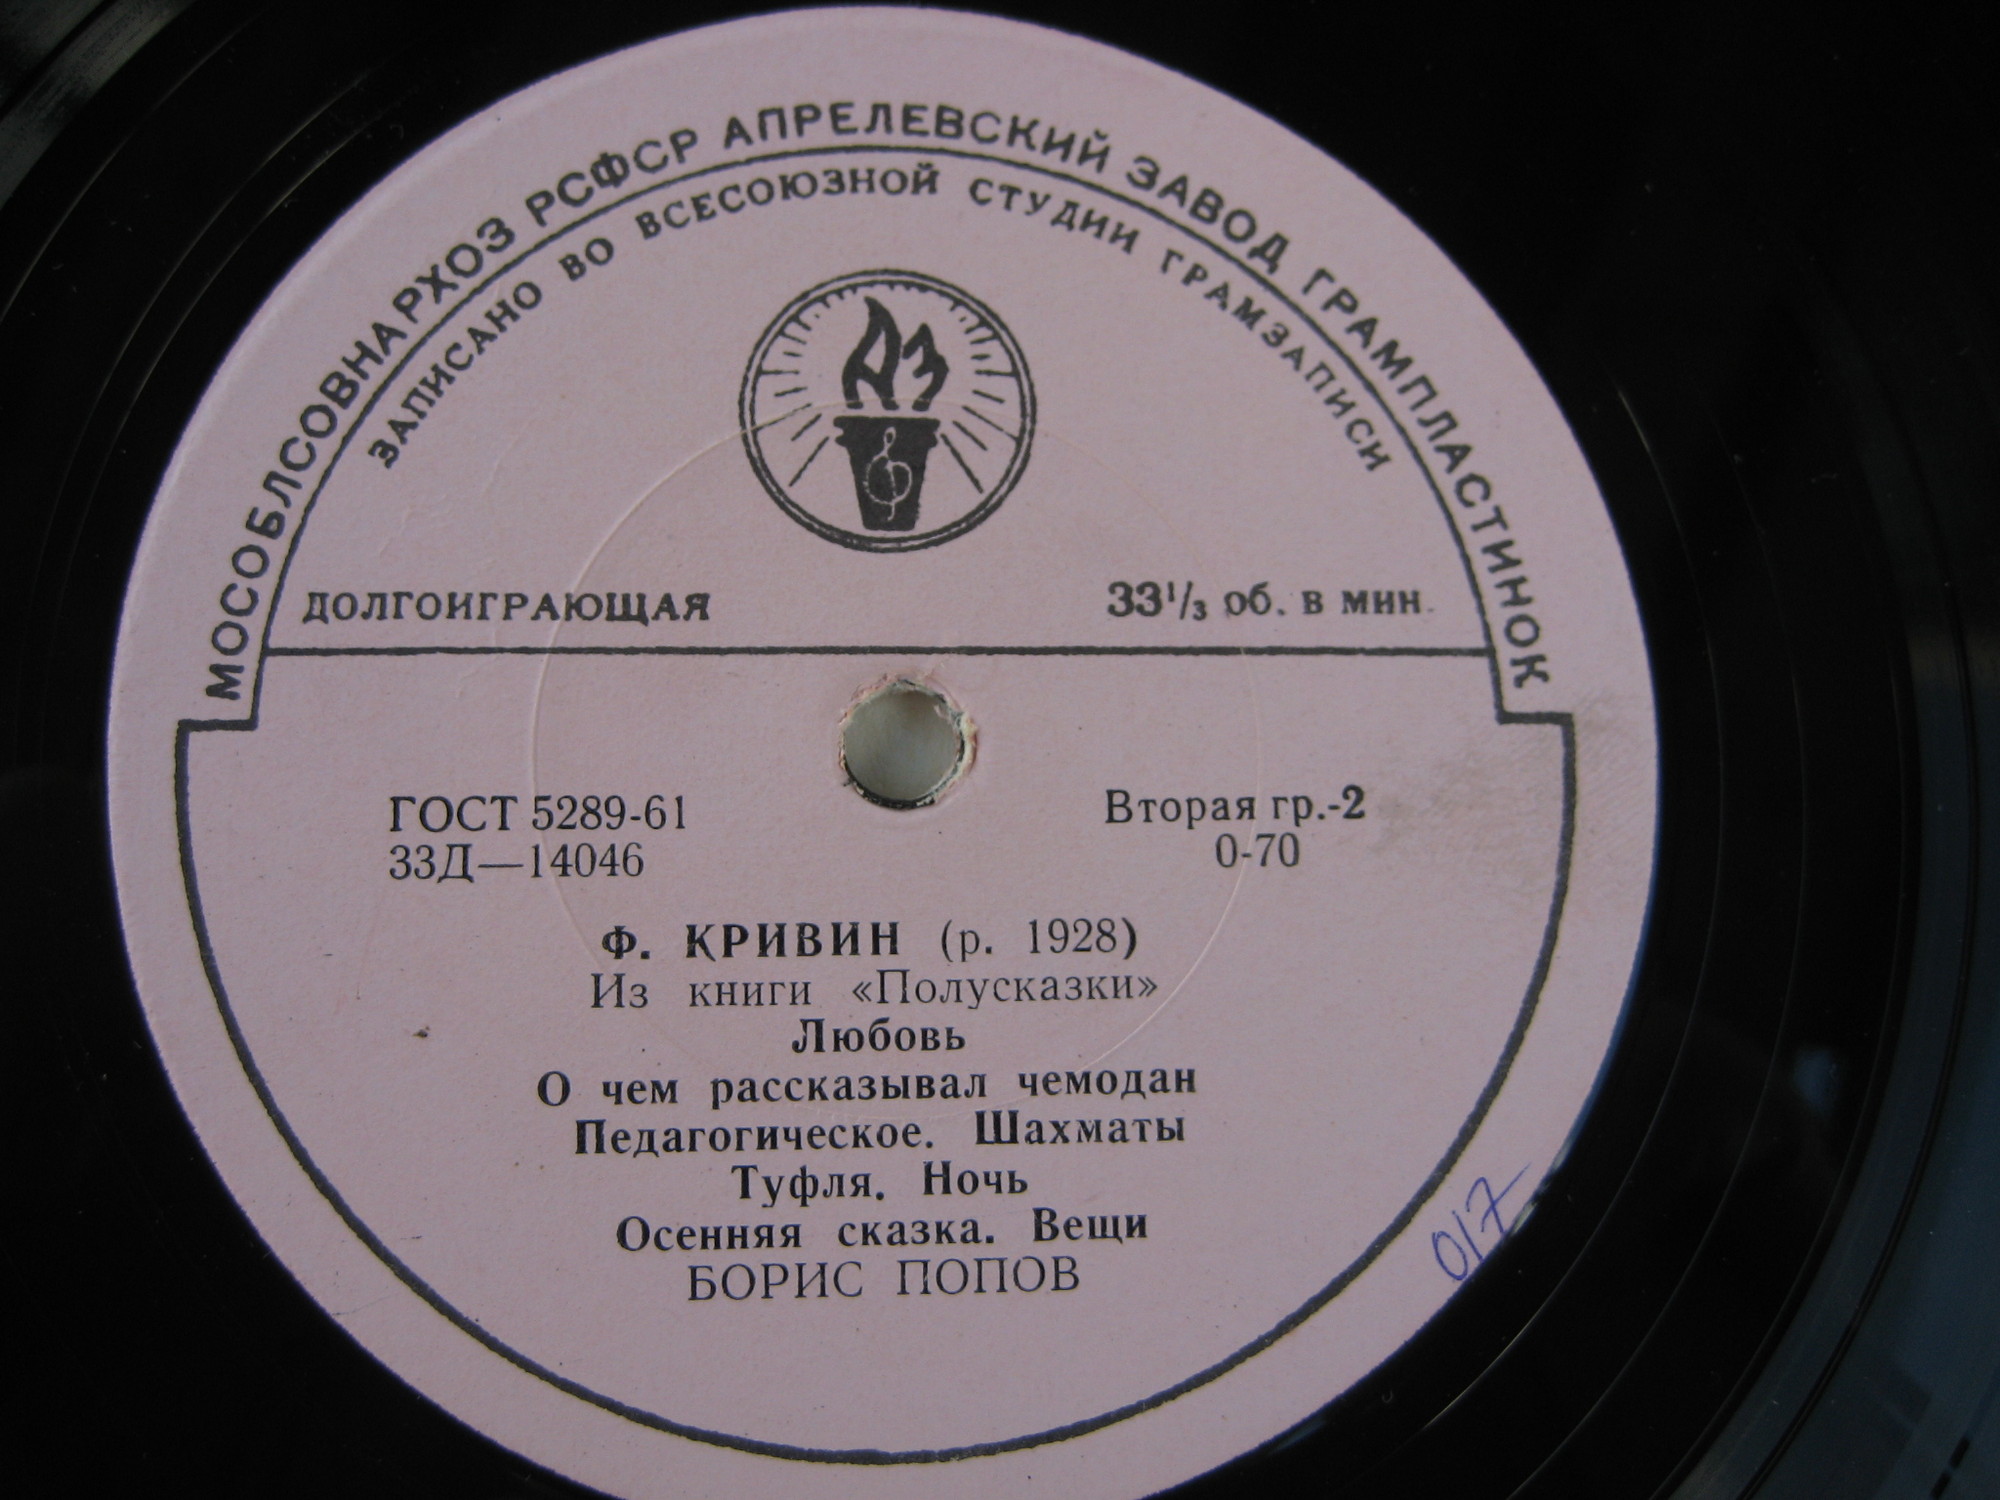 МОСОБЛСОВНАРХОЗ РСФСР АПРЕЛЕВСКИЙ ЗАВОД ГРАМПЛАСТИНОК
ЗАПИСАНО ВО ВСЕСОЮЗНОЙ СТУДИИ ГРАМЗАПИСИ
АЗ
ДОЛГОИГРАЮЩАЯ 33 1/3 об. в мин.
ГОСТ 5289-61 Вторая гр.-2
33Д—14046 0-70
Ф. КРИВИН (р. 1928)
Из книги «Полусказки»
Любовь
О чем рассказывал чемодан
Педагогическое. Шахматы
Туфля. Ночь
Осенняя сказка. Вещи
БОРИС ПОПОВ
017